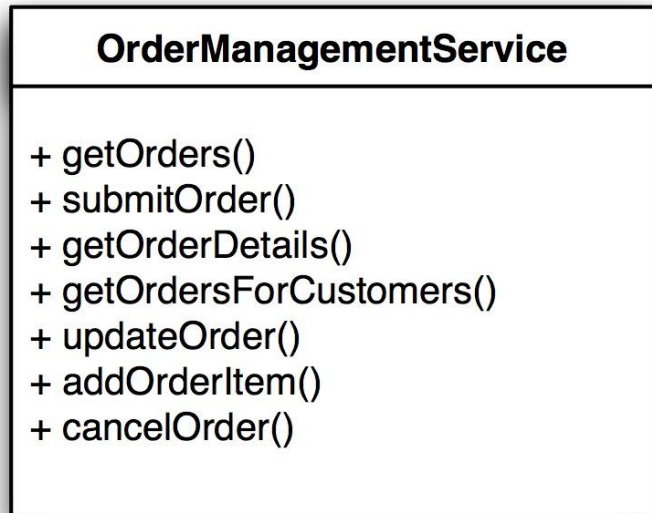 OrderManagementService
+ getOrders()
+ submitOrder()
+ getOrderDetails()
+ getOrdersForCustomers()
+ updateOrder()
+ addOrderItem()
+ cancelOrder()